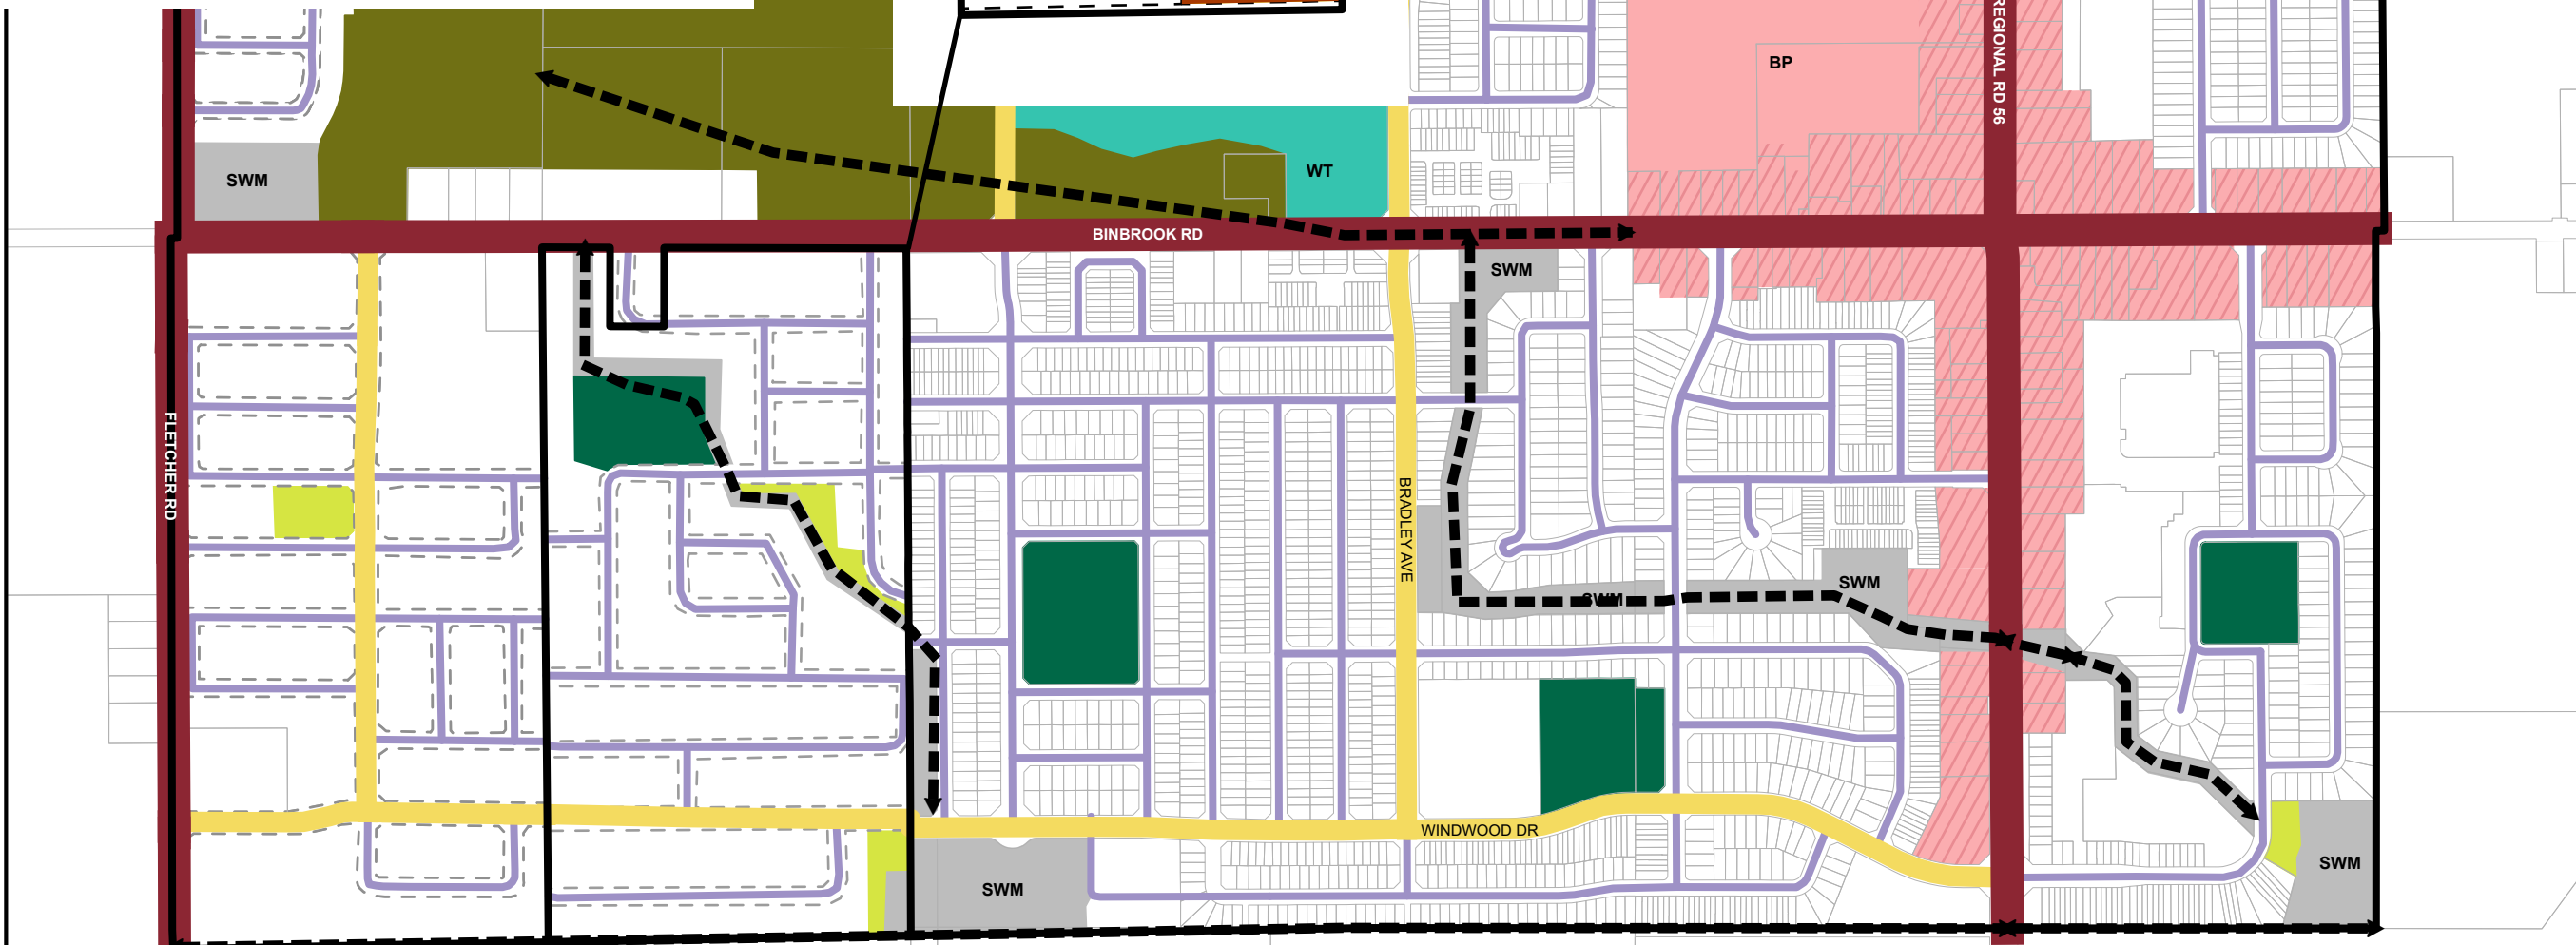 REGIONAL RD 56
BP
WT
SWM
BINBROOK RD
SWM
FLETCHER RD
BRADLEY AVE
SWM
SWM
WINDWOOD DR
SWM
SWM